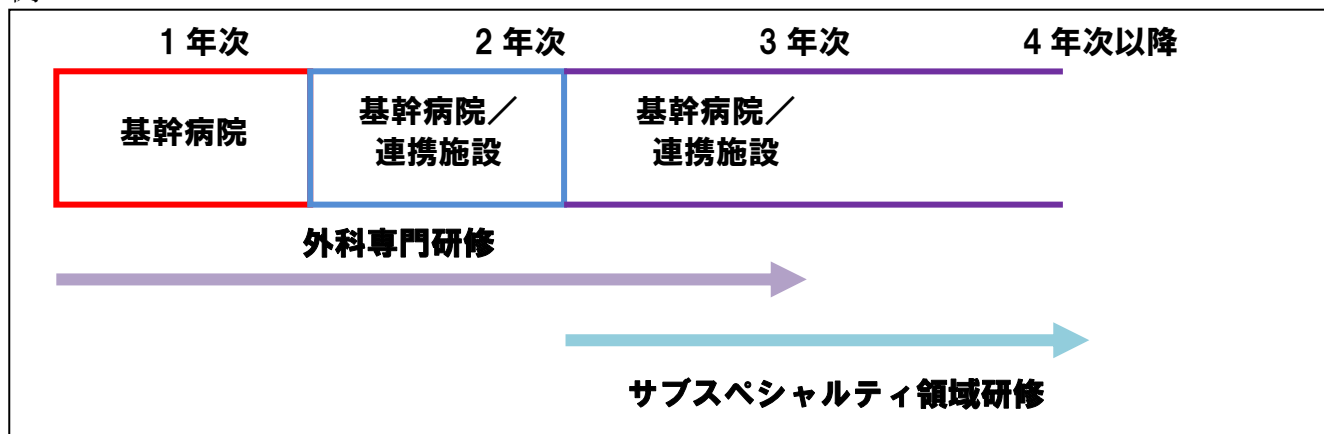 1年次 2年次 3年次 4年次以降
基幹病院
基幹病院／
連携施設
基幹病院／
連携施設
外科専門研修
サブスペシャルティ領域研修